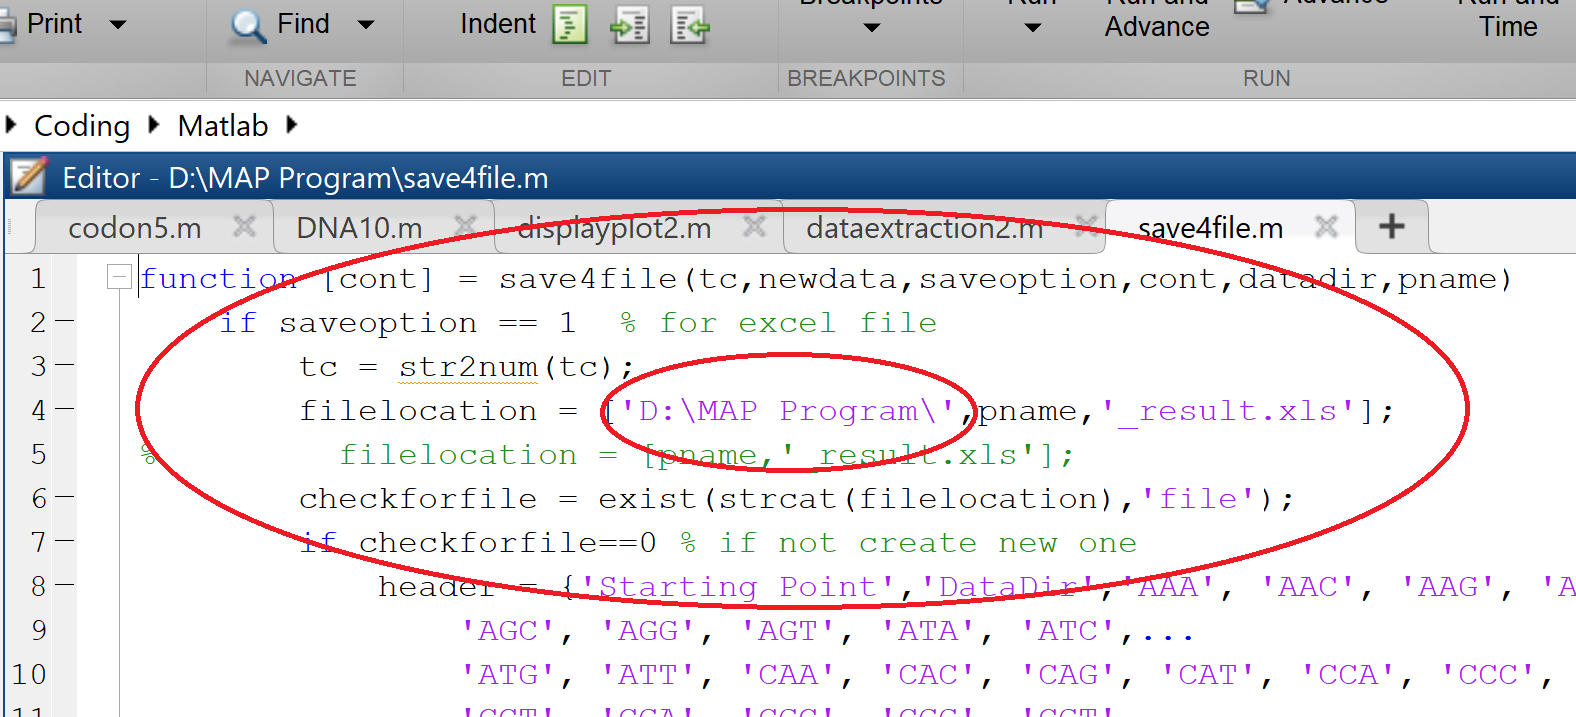 Print Find Indent Breakpoints Run Run and Advance Run and
Advance Time
NAVIGATE EDIT BREAKPOINTS RUN
Coding Matlab
Editor - D:\MAP Program\save4file.m
codon5.m DNA10.m displayplot2.m dataextraction2.m save4file.m +
1 function [cont] = save4file(tc,newdata,saveoption,cont,datadir,pname)
2 if saveoption == 1 % for excel file
3 tc = str2num(tc);
4 filelocation = ['D:\MAP Program\',pname,'_result.xls'];
5 % filelocation = [pname,'_result.xls'];
6 checkforfile = exist(strcat(filelocation),'file');
7 if checkforfile==0 % if not create new one
8 header = {'Starting Point','DataDir','AAA', 'AAC', 'AAG', 'A
9 'AGC', 'AGG', 'AGT', 'ATA', 'ATC',...
10 'ATG', 'ATT', 'CAA', 'CAC', 'CAG', 'CAT', 'CCA', 'CCC',
11